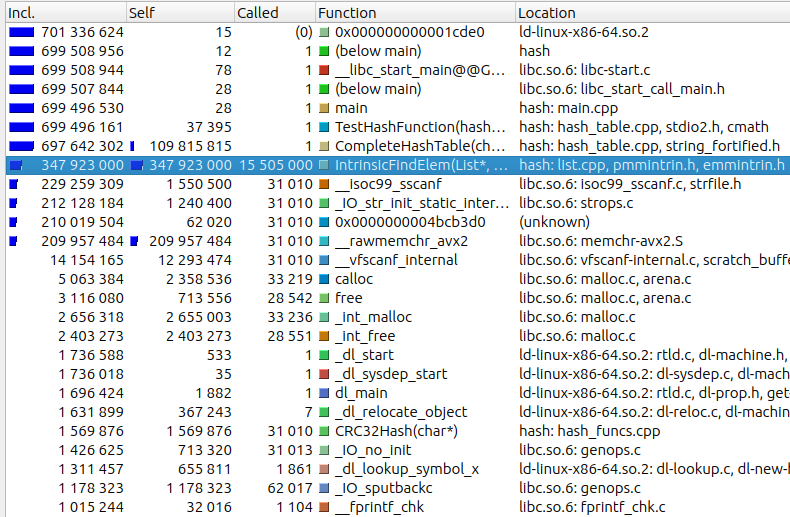 Incl. Self Called Function Location
701 336 624 15 (0) 0x000000000001cde0 ld-linux-x86-64.so.2
699 508 956 12 1 (below main) hash
699 508 944 78 1 __libc_start_main@@G... libc.so.6: libc-start.c
699 507 844 28 1 (below main) libc.so.6: libc_start_call_main.h
699 496 530 28 1 main hash: main.cpp
699 496 161 37 395 1 TestHashFunction(hash... hash: hash_table.cpp, stdio2.h, cmath
697 642 302 109 815 815 1 CompleteHashTable(ch... hash: hash_table.cpp, string_fortified.h
347 923 000 347 923 000 15 505 000 IntrinsicFindElem(List*, ... hash: list.cpp, pmmintrin.h, emmintrin.h
229 259 309 1 550 500 31 010 __isoc99_sscanf libc.so.6: isoc99_sscanf.c, strfile.h
212 128 184 1 240 400 31 010 _IO_str_init_static_inter... libc.so.6: strops.c
210 019 504 62 020 31 010 0x0000000004bcb3d0 (unknown)
209 957 484 209 957 484 31 010 __rawmemchr_avx2 libc.so.6: memchr-avx2.S
14 154 165 12 293 474 31 010 __vfscanf_internal libc.so.6: vfscanf-internal.c, scratch_buffe
5 063 384 2 358 536 33 219 calloc libc.so.6: malloc.c, arena.c
3 116 080 713 556 28 542 free libc.so.6: malloc.c, arena.c
2 656 318 2 655 003 33 236 _int_malloc libc.so.6: malloc.c
2 403 273 2 403 273 28 551 _int_free libc.so.6: malloc.c
1 736 588 533 1 _dl_start ld-linux-x86-64.so.2: rtld.c, dl-machine.h,
1 736 018 35 1 _dl_sysdep_start ld-linux-x86-64.so.2: dl-sysdep.c, dl-mach
1 696 424 1 882 1 dl_main ld-linux-x86-64.so.2: rtld.c, dl-prop.h, get-
1 631 899 367 243 7 _dl_relocate_object ld-linux-x86-64.so.2: dl-reloc.c, dl-machin
1 569 876 1 569 876 31 010 CRC32Hash(char*) hash: hash_funcs.cpp
1 426 625 713 320 31 013 _IO_no_init libc.so.6: genops.c
1 311 457 655 811 1 861 _dl_lookup_symbol_x ld-linux-x86-64.so.2: dl-lookup.c, dl-new-h
1 178 323 1 178 323 62 017 _IO_sputbackc libc.so.6: genops.c
1 015 244 32 016 1 104 __fprintf_chk libc.so.6: fprintf_chk.c